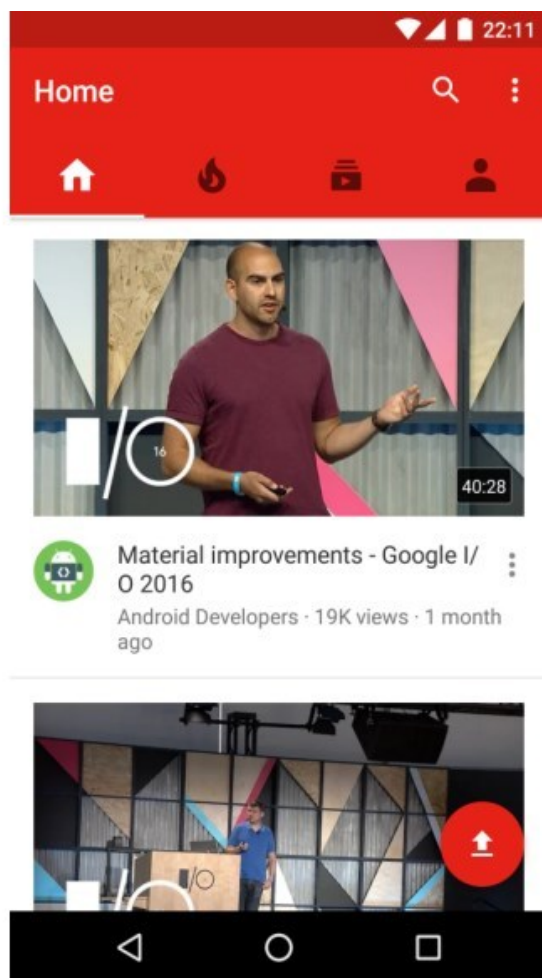 22:11
Home
I/O
16
40:28
Material improvements - Google I/
O 2016
Android Developers · 19K views · 1 month
ago
I/O
I/O